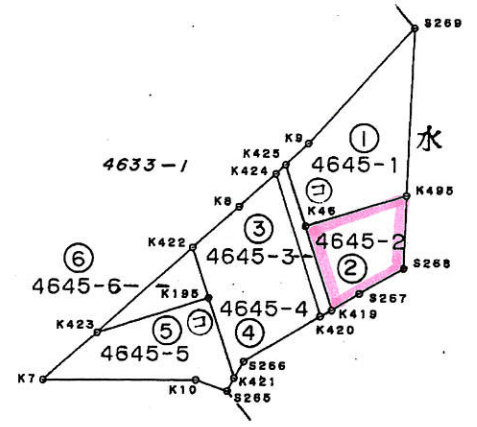 S269
K9
①
K425
4645-1
水
4633-1
K424
コ
K495
K46
K8
③
4645-2
K422
②
⑥
4645-3
S268
4645-6
K195
S267
コ
4645-4
K419
⑤
K420
K423
④
4645-5
S266
K7
K10
K421
S265